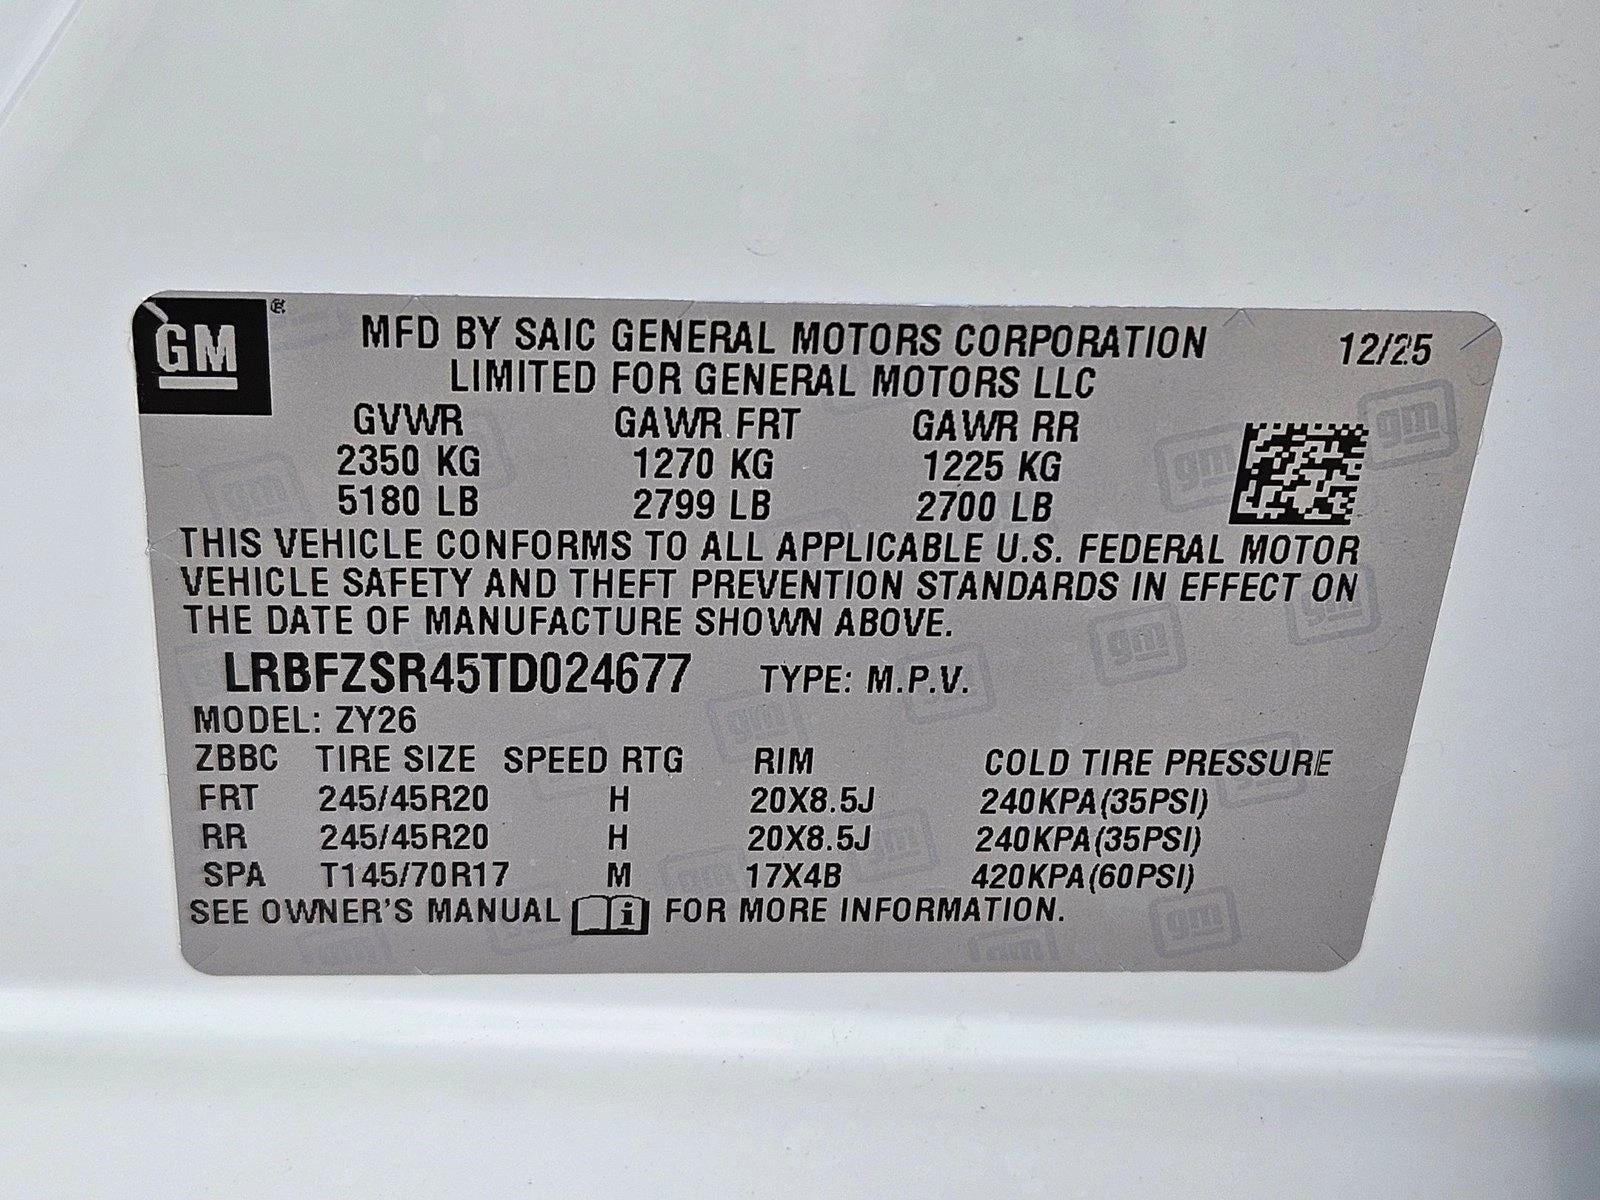 GM
MFD BY SAIC GENERAL MOTORS CORPORATION 12/25
LIMITED FOR GENERAL MOTORS LLC
GVWR GAWR FRT GAWR RR
2350 KG 1270 KG 1225 KG
5180 LB 2799 LB 2700 LB
THIS VEHICLE CONFORMS TO ALL APPLICABLE U.S. FEDERAL MOTOR
VEHICLE SAFETY AND THEFT PREVENTION STANDARDS IN EFFECT ON
THE DATE OF MANUFACTURE SHOWN ABOVE.
LRBFZSR45TD024677 TYPE: M.P.V.
MODEL: ZY26
ZBBC TIRE SIZE SPEED RTG RIM COLD TIRE PRESSURE
FRT 245/45R20 H 20X8.5J 240KPA(35PSI)
RR 245/45R20 H 20X8.5J 240KPA(35PSI)
SPA T145/70R17 M 17X4B 420KPA(60PSI)
SEE OWNER'S MANUAL i FOR MORE INFORMATION.